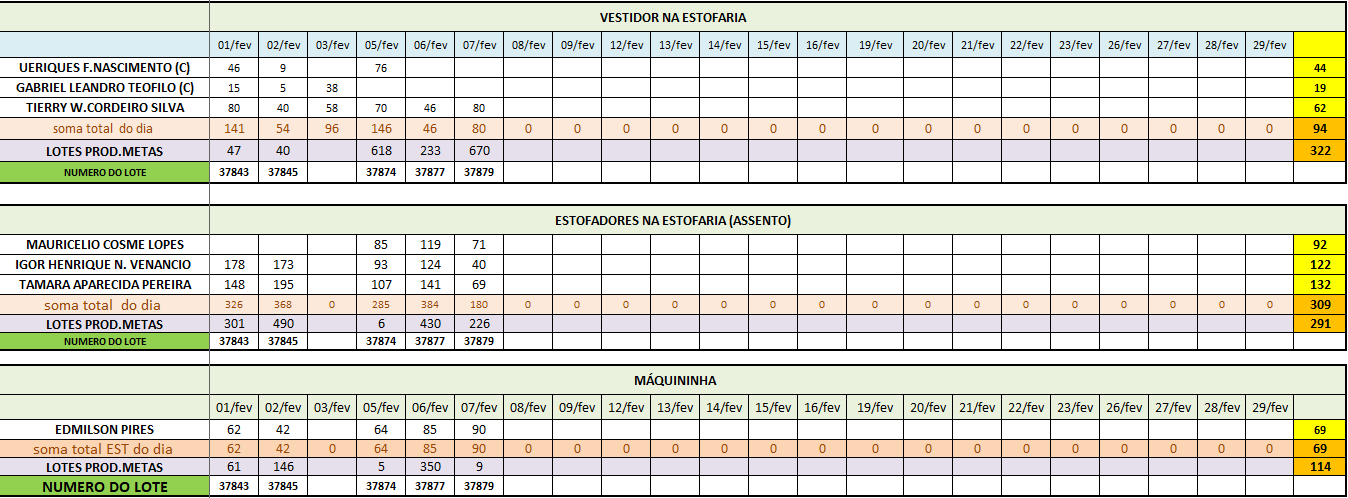 VESTIDOR NA ESTOFARIA
01/fev 02/fev 03/fev 05/fev 06/fev 07/fev 08/fev 09/fev 12/fev 13/fev 14/fev 15/fev 16/fev 19/fev 20/fev 21/fev 22/fev 23/fev 26/fev 27/fev 28/fev 29/fev
UERIQUES F.NASCIMENTO (C) 46 9 76 44
GABRIEL LEANDRO TEOFILO (C) 15 5 38 19
TIERRY W.CORDEIRO SILVA 80 40 58 70 46 80 62
soma total do dia 141 54 96 146 46 80 0 0 0 0 0 0 0 0 0 0 0 0 0 0 0 0 94
LOTES PROD.METAS 47 40 618 233 670 322
NUMERO DO LOTE 37843 37845 37874 37877 37879
ESTOFADORES NA ESTOFARIA (ASSENTO)
MAURICELIO COSME LOPES 85 119 71 92
IGOR HENRIQUE N. VENANCIO 178 173 93 124 40 122
TAMARA APARECIDA PEREIRA 148 195 107 141 69 132
soma total do dia 326 368 0 285 384 180 0 0 0 0 0 0 0 0 0 0 0 0 0 0 0 0 309
LOTES PROD.METAS 301 490 6 430 226 291
NUMERO DO LOTE 37843 37845 37874 37877 37879
MÁQUININHA
01/fev 02/fev 03/fev 05/fev 06/fev 07/fev 08/fev 09/fev 12/fev 13/fev 14/fev 15/fev 16/fev 19/fev 20/fev 21/fev 22/fev 23/fev 26/fev 27/fev 28/fev 29/fev
EDMILSON PIRES 62 42 64 85 90 69
soma total EST do dia 62 42 0 64 85 90 0 0 0 0 0 0 0 0 0 0 0 0 0 0 0 0 69
LOTES PROD.METAS 61 146 5 350 9 114
NUMERO DO LOTE 37843 37845 37874 37877 37879